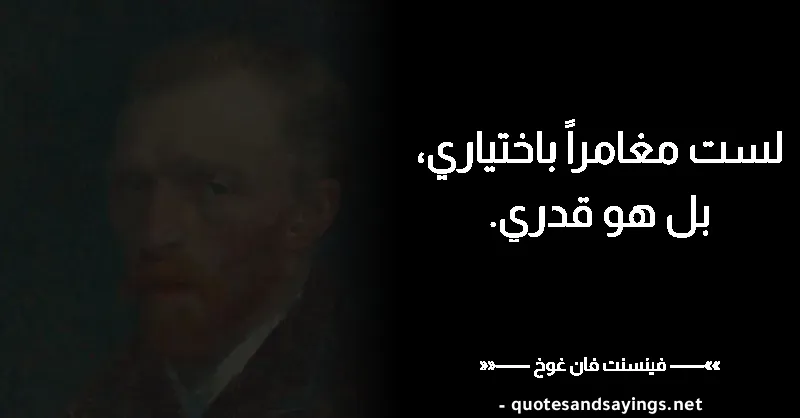 لست مغامراً باختياري،
بل هو قدري.
»—— فينسنت فان غوخ ——«
- quotesandsayings.net